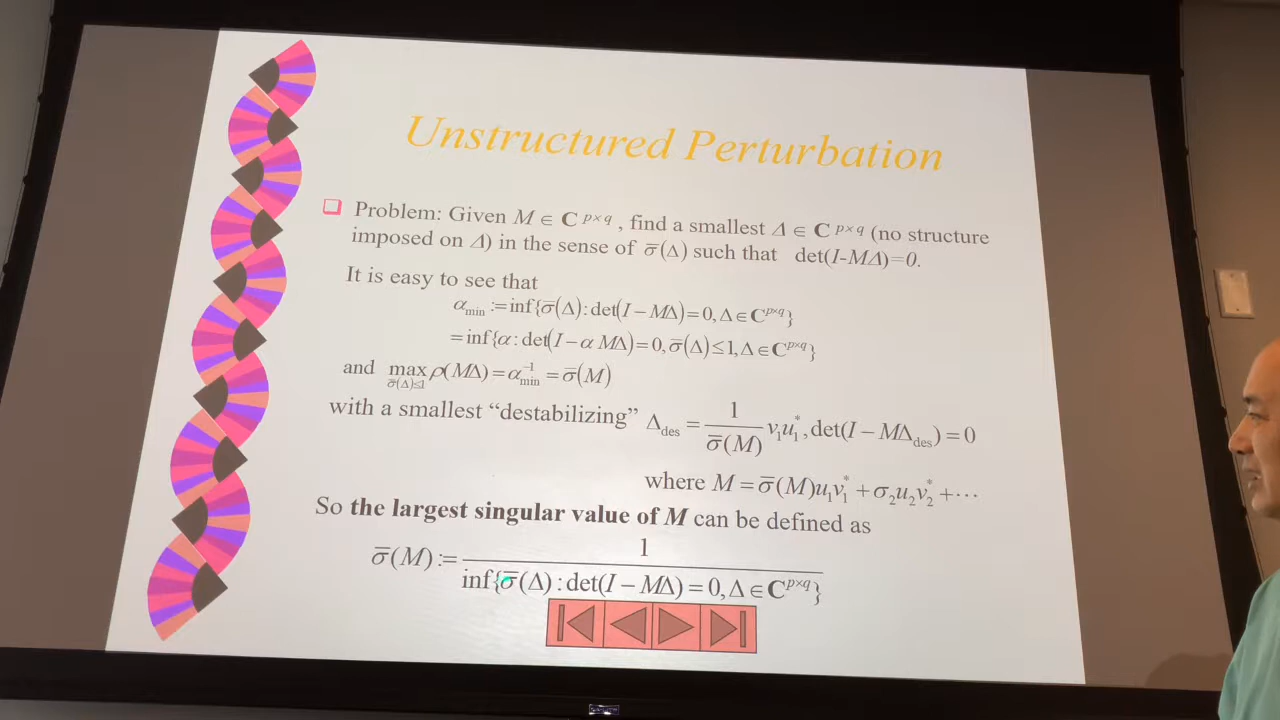 Unstructured Perturbation
Problem: Given M ∈ C^{p×q}, find a smallest Δ ∈ C^{p×q} (no structure
imposed on Δ) in the sense of σ̅(Δ) such that det(I-MΔ)=0.
It is easy to see that
α_min := inf{σ̅(Δ) : det(I − MΔ) = 0, Δ ∈ C^{p×q}}
= inf{α : det(I − α MΔ) = 0, σ̅(Δ) ≤ 1, Δ ∈ C^{p×q}}
and max_{σ̅(Δ)≤1} ρ(MΔ) = α_min^{-1} = σ̅(M)
with a smallest “destabilizing” Δ_des = 1/σ̅(M) v₁u₁*, det(I − MΔ_des) = 0
where M = σ̅(M)u₁v₁* + σ₂u₂v₂* + ⋯
So the largest singular value of M can be defined as
σ̅(M) := 1/inf{σ̅(Δ) : det(I − MΔ) = 0, Δ ∈ C^{p×q}}